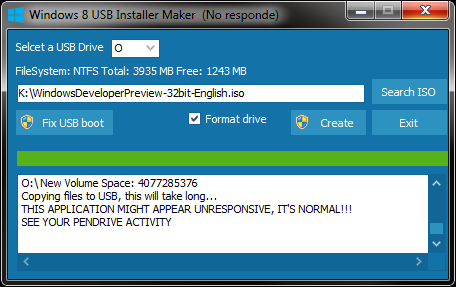 Windows 8 USB Installer Maker (No responde)
Selcet a USB Drive O
FileSystem: NTFS Total: 3935 MB Free: 1243 MB
K:\WindowsDeveloperPreview-32bit-English.iso Search ISO
Fix USB boot Format drive Create Exit
O:\ New Volume Space: 4077285376
Copying files to USB, this will take long...
THIS APPLICATION MIGHT APPEAR UNRESPONSIVE, IT'S NORMAL!!!
SEE YOUR PENDRIVE ACTIVITY